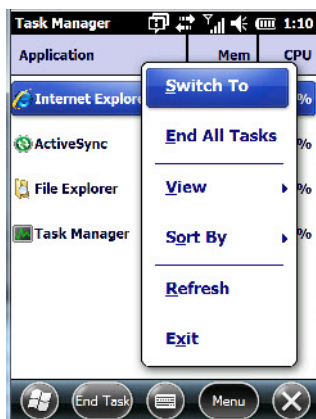 Task Manager 1:10
Application Mem CPU
Internet Explore %
ActiveSync %
File Explorer %
Task Manager %
Switch To
End All Tasks
View
Sort By
Refresh
Exit
End Task Menu